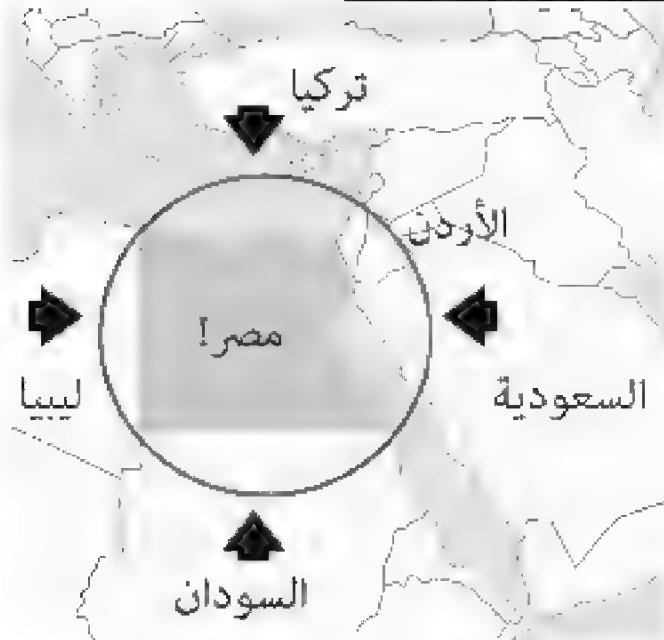 تركيا
الأردن
مصر!
ليبيا
السعودية
السودان